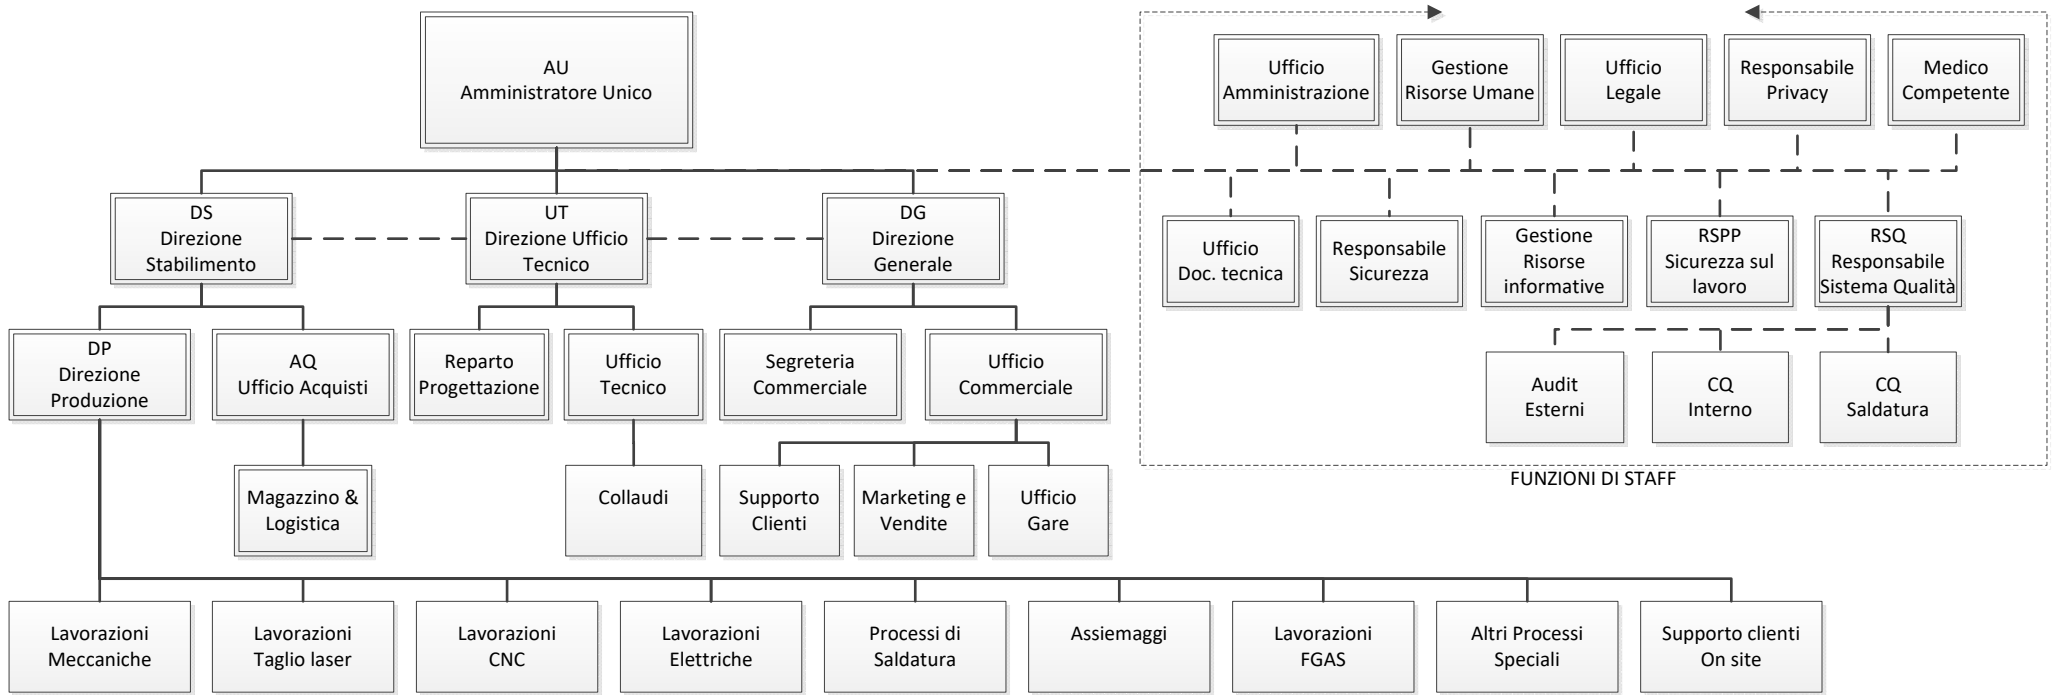 AU
Amministratore Unico
Ufficio
Amministrazione
Gestione
Risorse Umane
Ufficio
Legale
Responsabile
Privacy
Medico
Competente
DS
Direzione
Stabilimento
UT
Direzione Ufficio
Tecnico
DG
Direzione
Generale
Ufficio
Doc. tecnica
Responsabile
Sicurezza
Gestione
Risorse
informative
RSPP
Sicurezza sul
lavoro
RSQ
Responsabile
Sistema Qualità
DP
Direzione
Produzione
AQ
Ufficio Acquisti
Reparto
Progettazione
Ufficio
Tecnico
Segreteria
Commerciale
Ufficio
Commerciale
Audit
Esterni
CQ
Interno
CQ
Saldatura
FUNZIONI DI STAFF
Magazzino &
Logistica
Collaudi
Supporto
Clienti
Marketing e
Vendite
Ufficio
Gare
Lavorazioni
Meccaniche
Lavorazioni
Taglio laser
Lavorazioni
CNC
Lavorazioni
Elettriche
Processi di
Saldatura
Assiemaggi
Lavorazioni
FGAS
Altri Processi
Speciali
Supporto clienti
On site